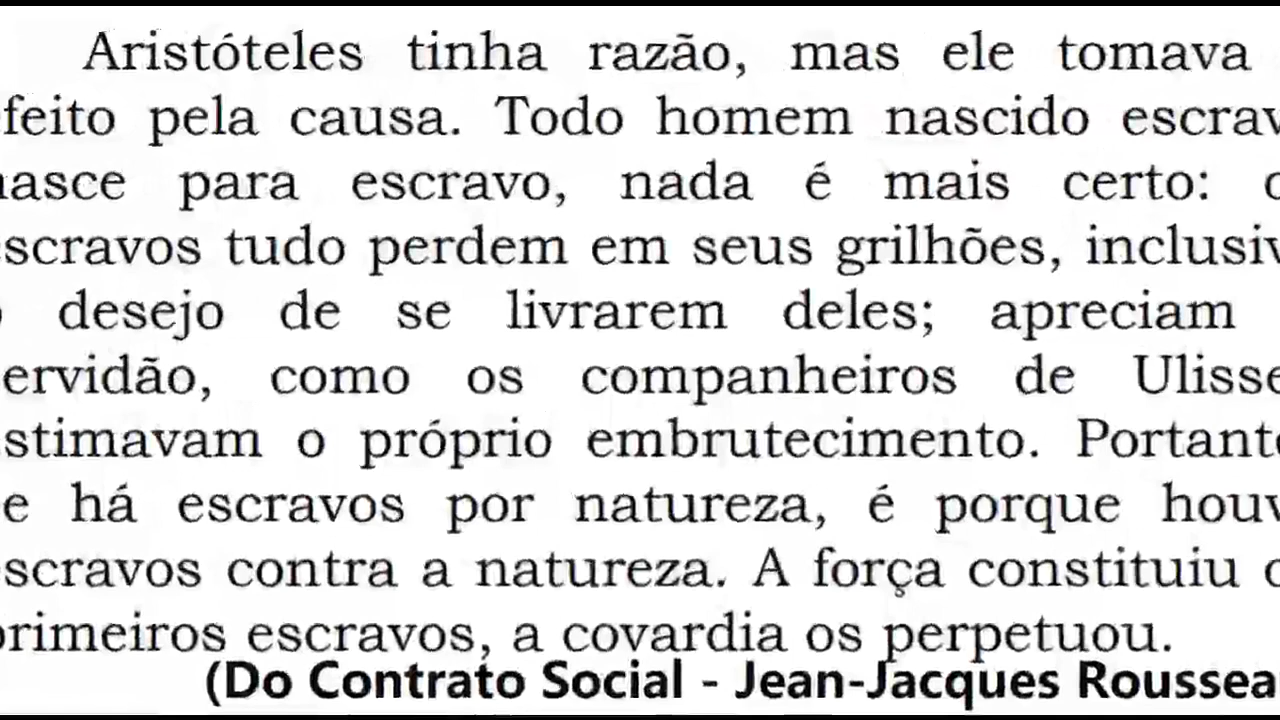 Aristóteles tinha razão, mas ele tomava
feito pela causa. Todo homem nascido escrav
nasce para escravo, nada é mais certo: o
scravos tudo perdem em seus grilhões, inclusiv
o desejo de se livrarem deles; apreciam
ervidão, como os companheiros de Ulisse
stimavam o próprio embrutecimento. Portanto
e há escravos por natureza, é porque houv
scravos contra a natureza. A força constituiu o
primeiros escravos, a covardia os perpetuou.
(Do Contrato Social - Jean-Jacques Roussea